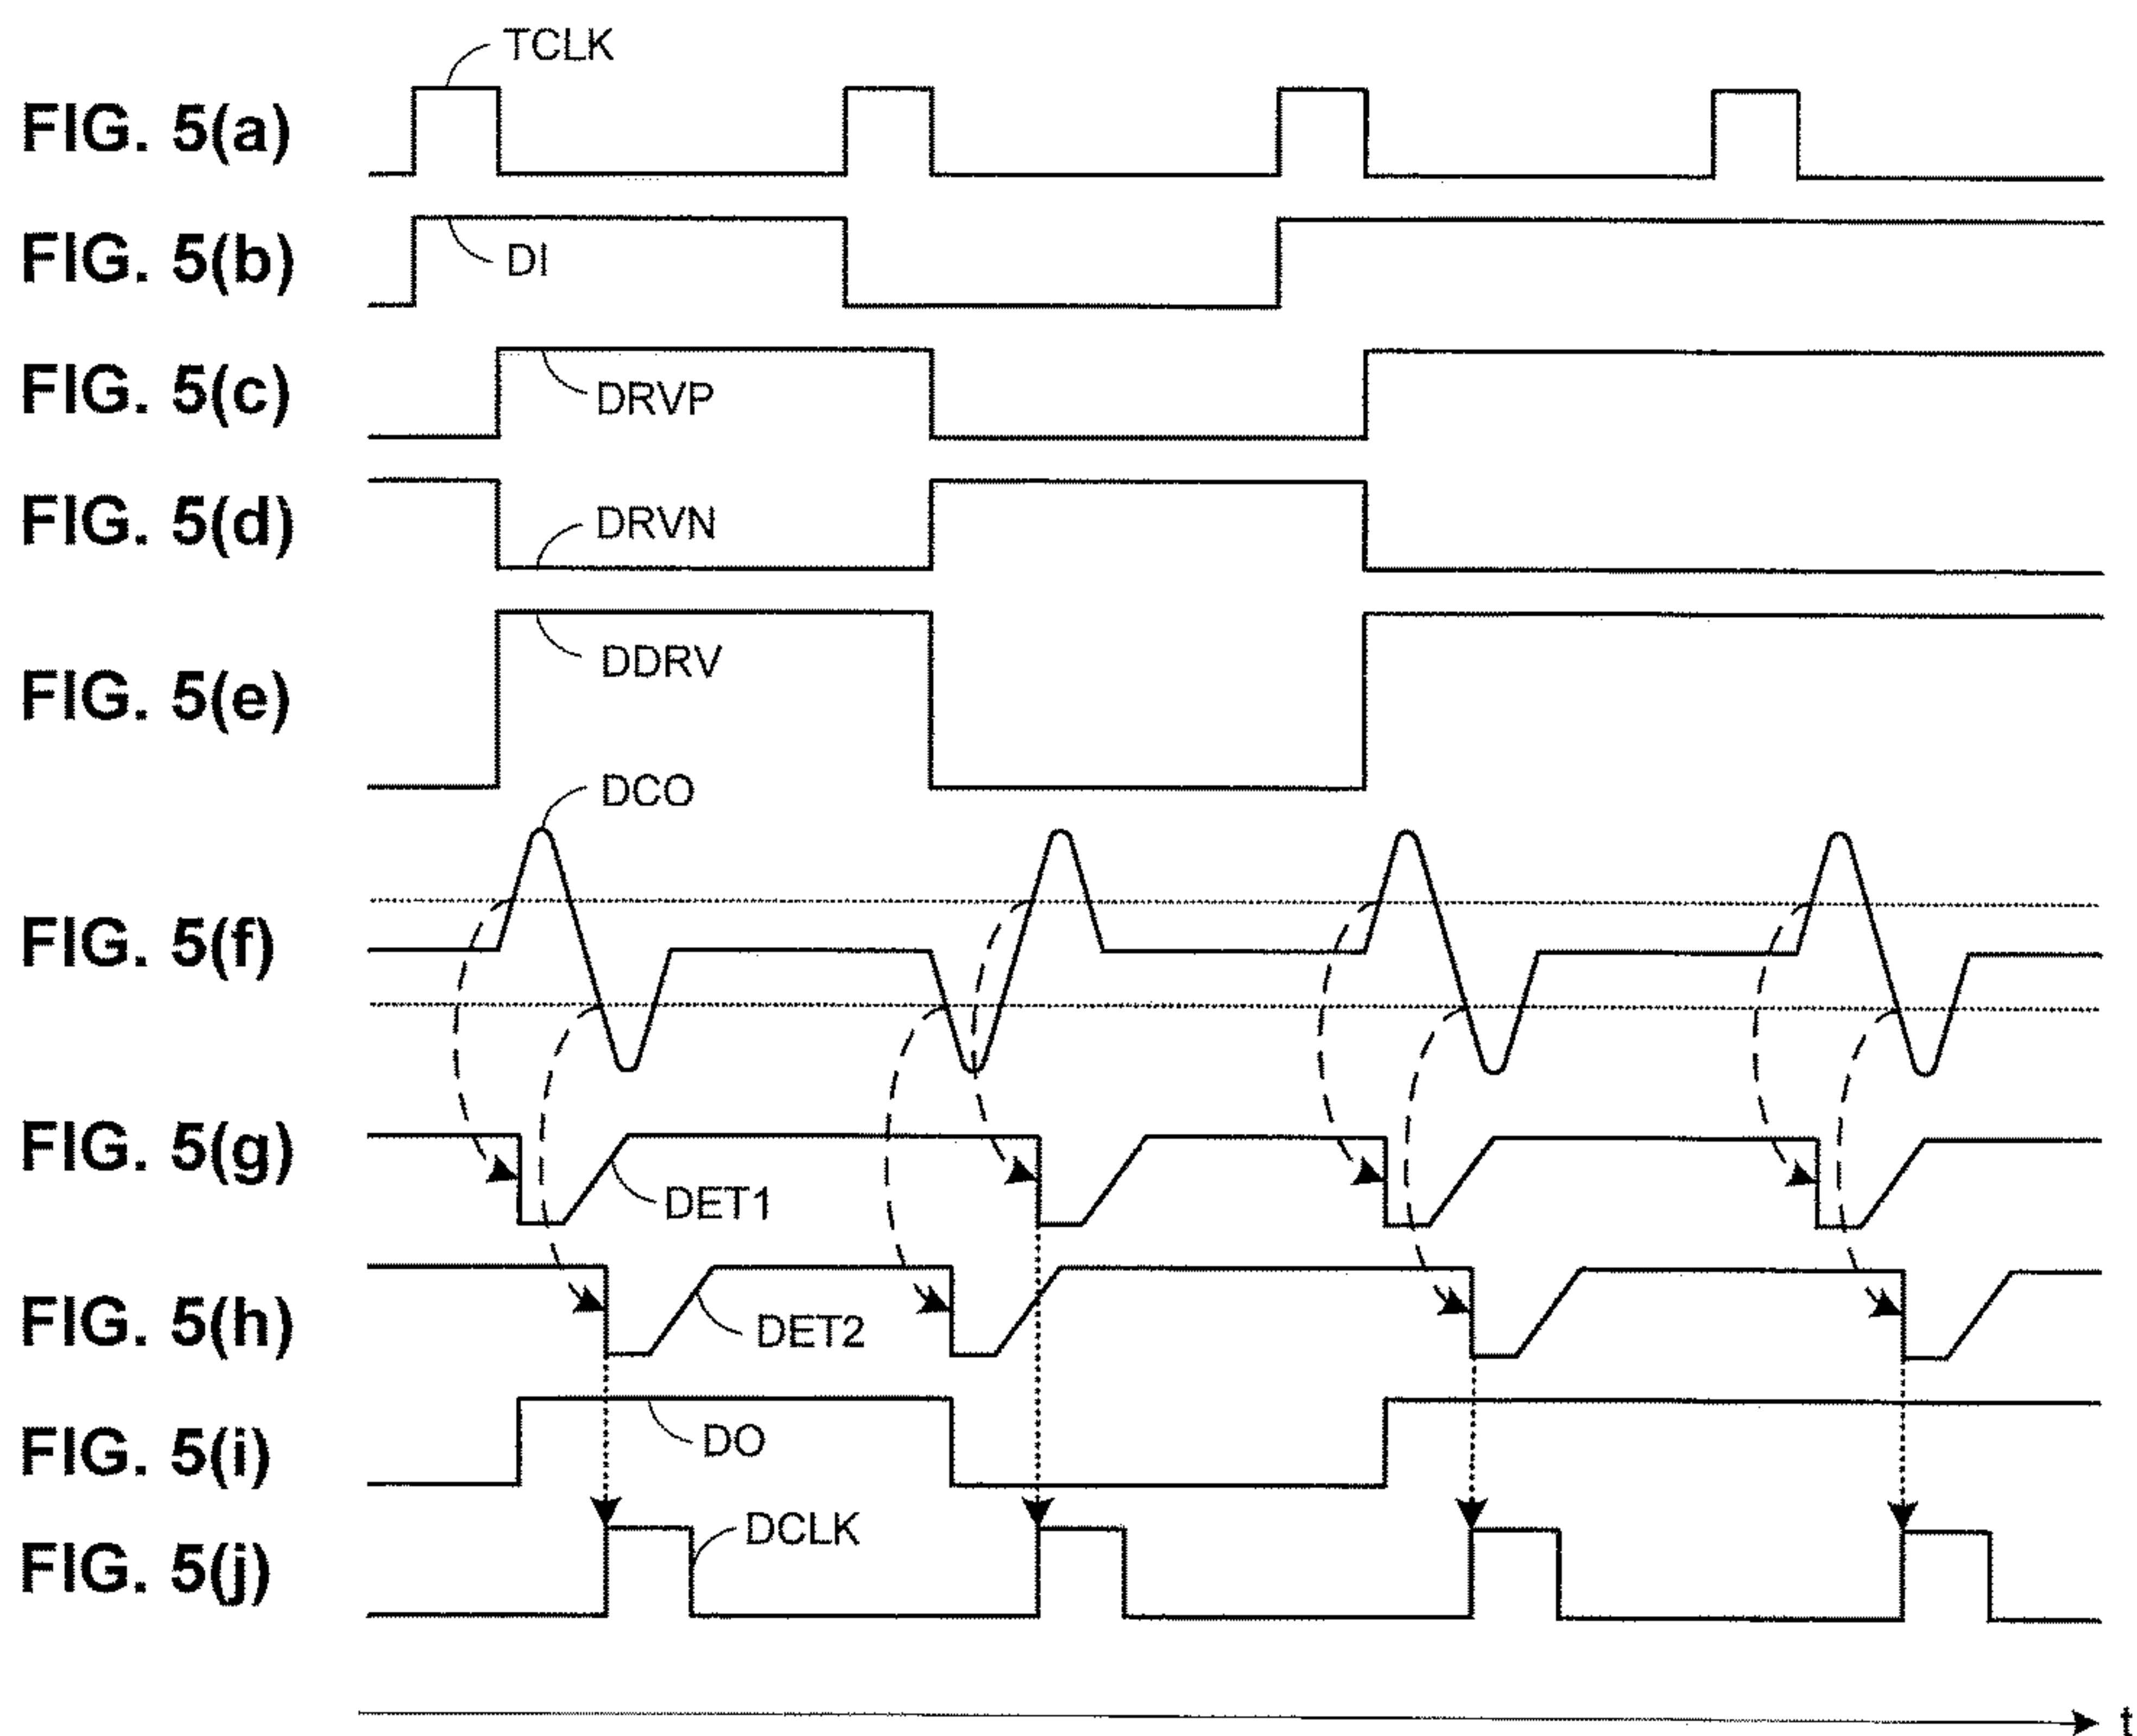 TCLK
FIG. 5(a)
FIG. 5(b)
DI
FIG. 5(c)
DRVP
FIG. 5(d)
DRVN
FIG. 5(e)
DDRV
DCO
FIG. 5(f)
FIG. 5(g)
DET1
FIG. 5(h)
DET2
FIG. 5(i)
DO
FIG. 5(j)
DCLK
t